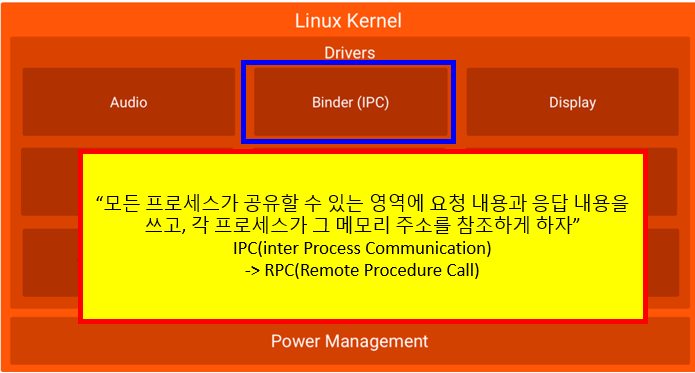 Linux Kernel
Drivers
Audio
Binder (IPC)
Display
“모든 프로세스가 공유할 수 있는 영역에 요청 내용과 응답 내용을
쓰고, 각 프로세스가 그 메모리 주소를 참조하게 하자”
IPC(inter Process Communication)
-> RPC(Remote Procedure Call)
Power Management